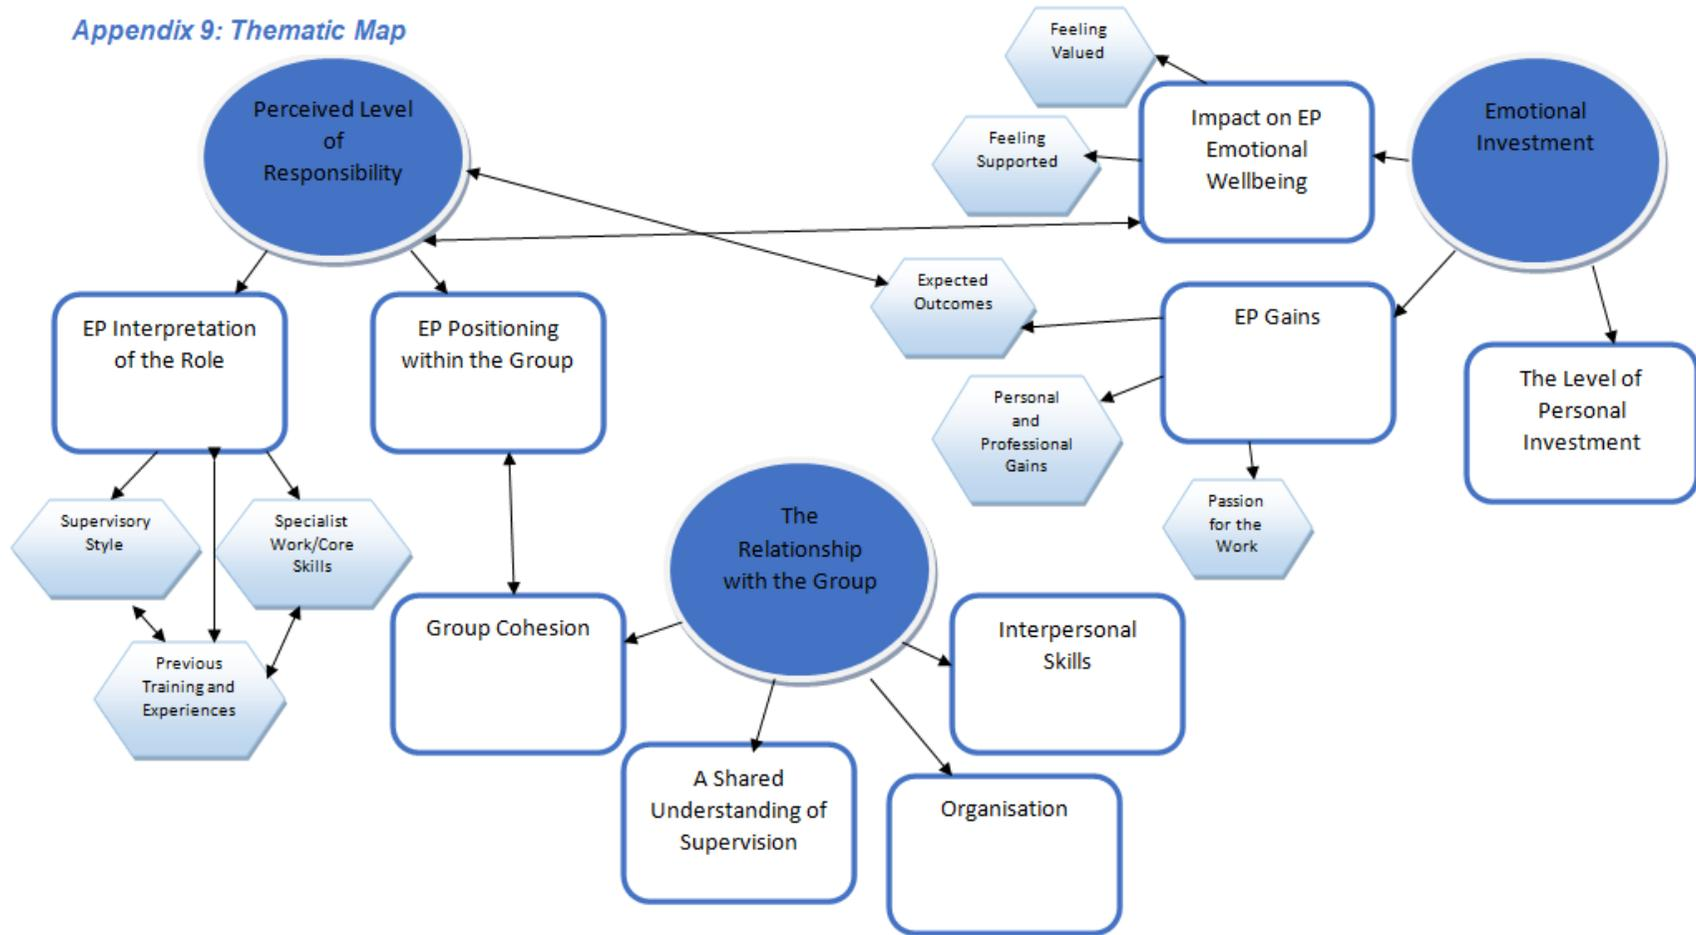 Appendix 9: Thematic Map
Perceived Level
of
Responsibility
Feeling
Valued
Feeling
Supported
Impact on EP
Emotional
Wellbeing
Emotional
Investment
EP Interpretation
of the Role
EP Positioning
within the Group
Expected
Outcomes
EP Gains
The Level of
Personal
Investment
Personal
and
Professional
Gains
Passion
for the
Work
Supervisory
Style
Specialist
Work/Core
Skills
Previous
Training and
Experiences
The
Relationship
with the Group
Group Cohesion
Interpersonal
Skills
A Shared
Understanding of
Supervision
Organisation